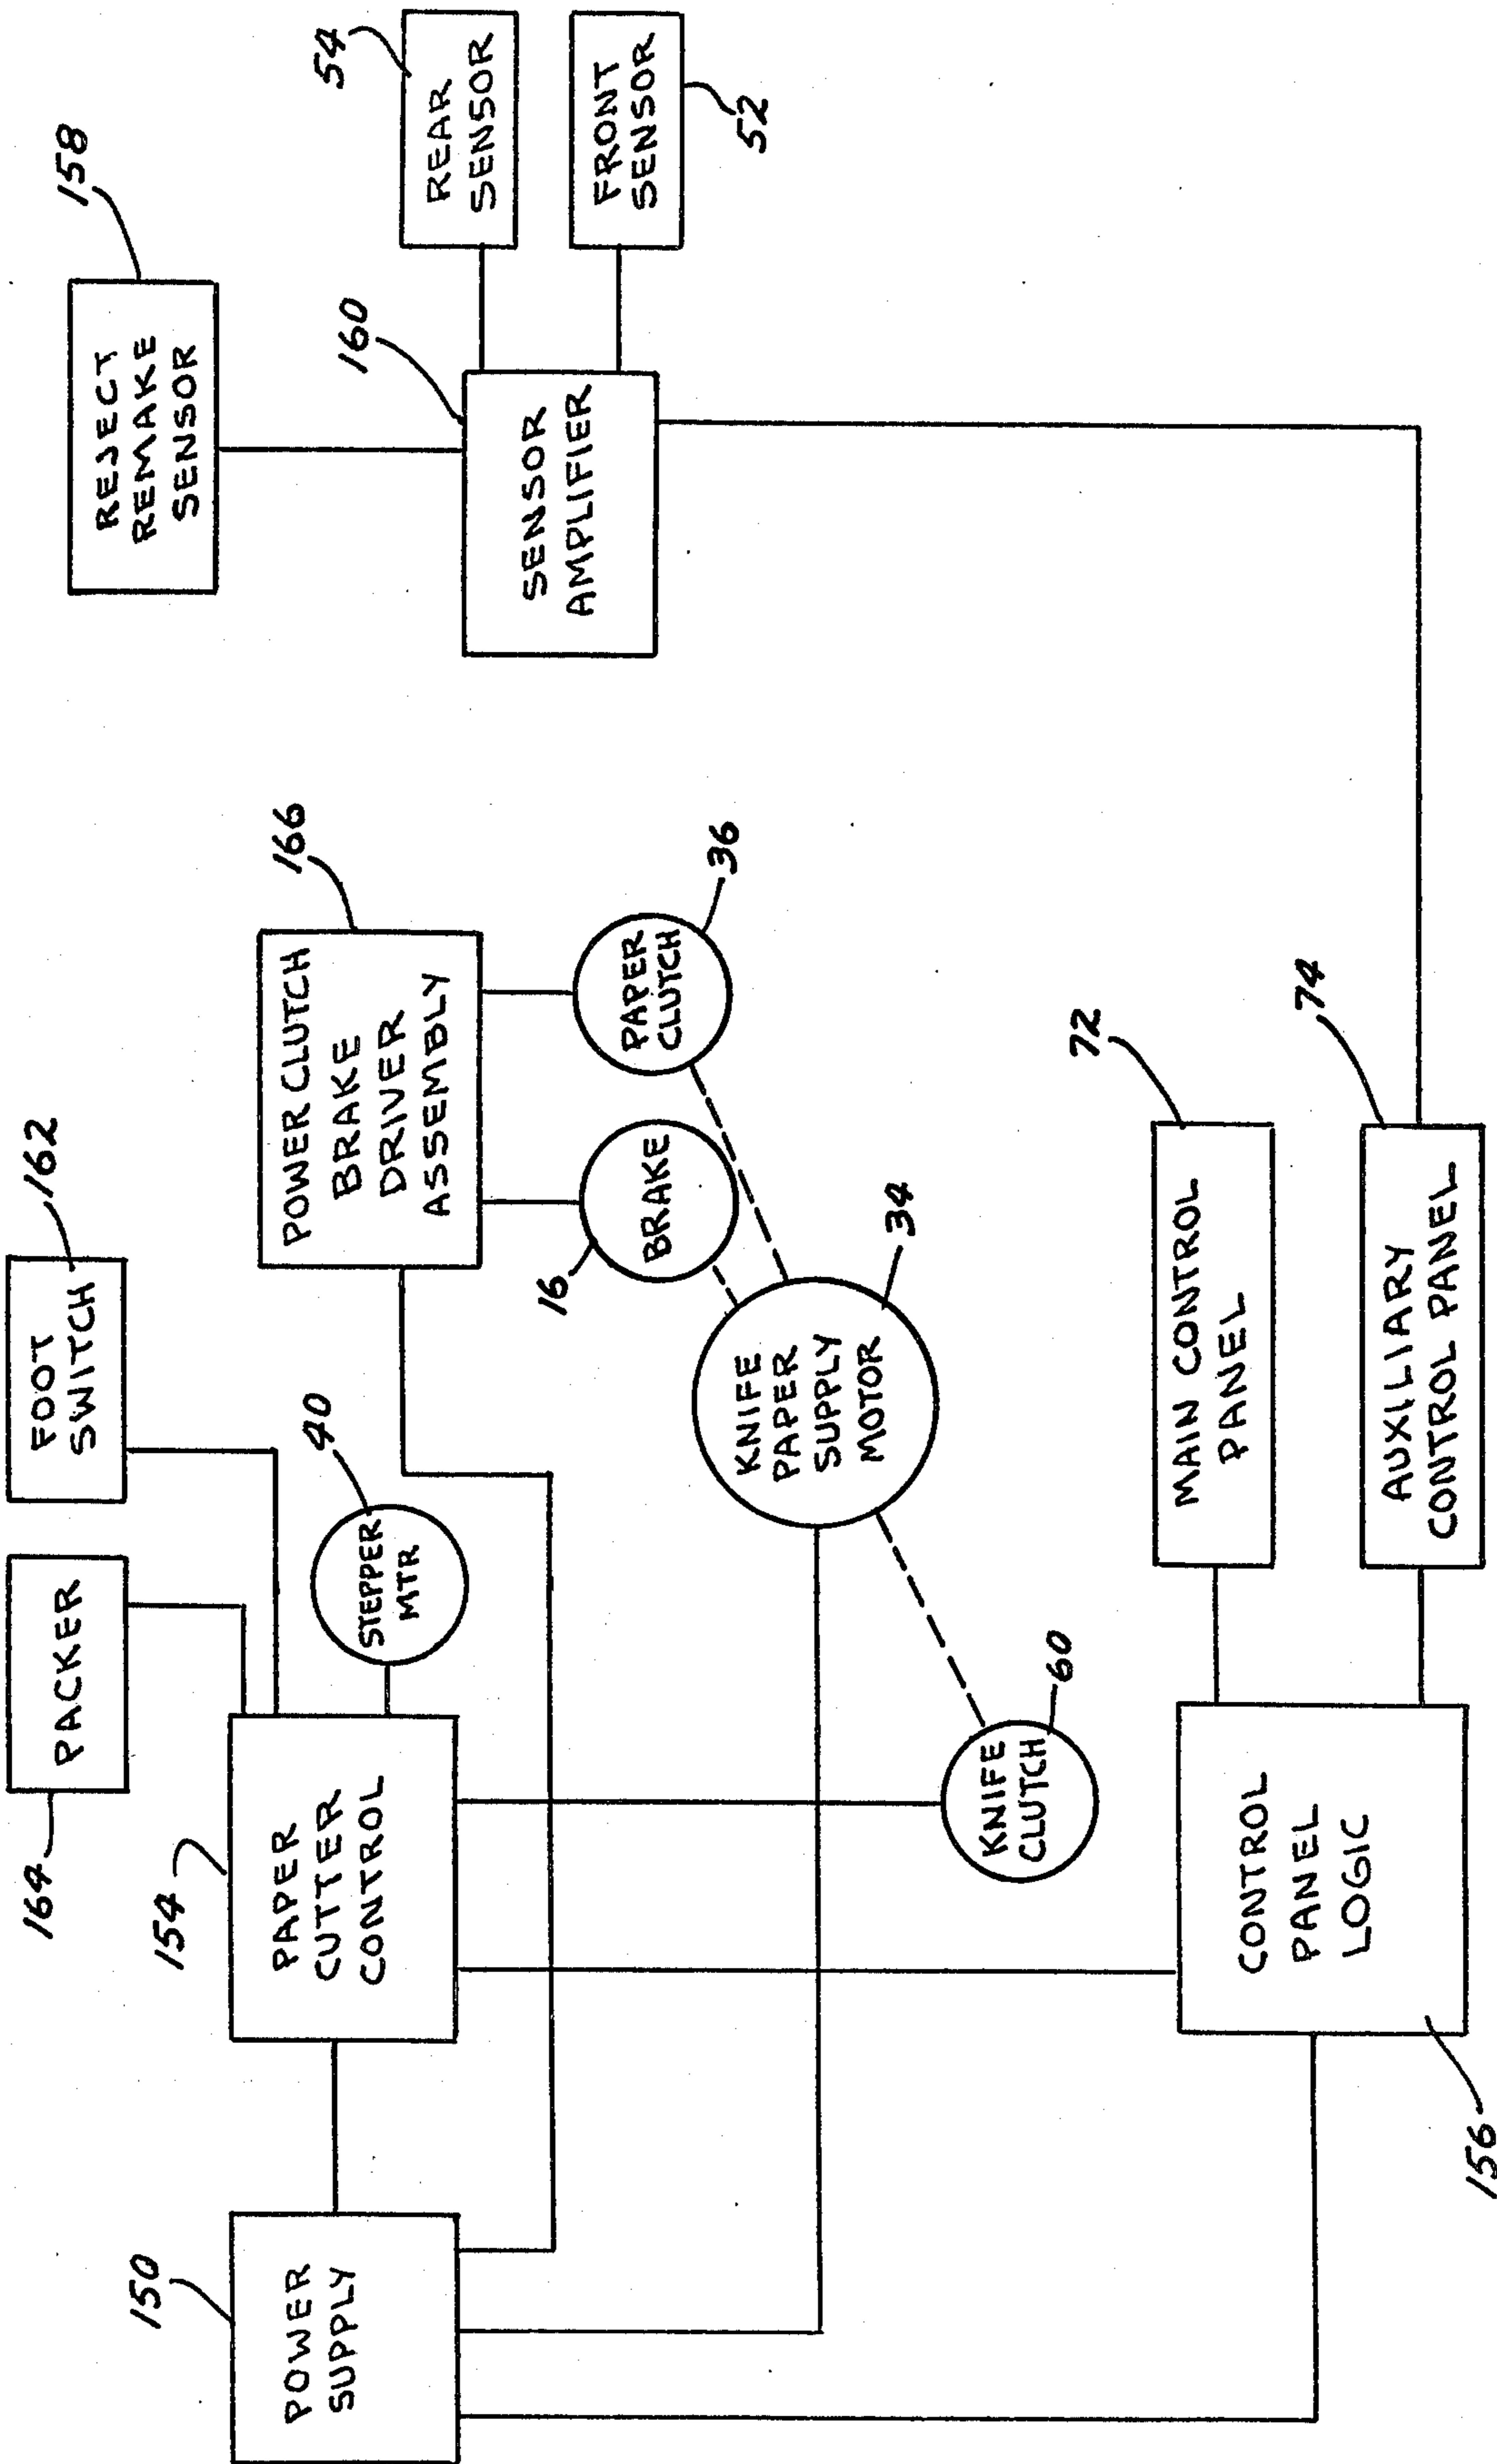 164
PACKER
FOOT
SWITCH
162
REJECT
REMAKE
SENSOR
158
150
POWER
SUPPLY
154
PAPER
CUTTER
CONTROL
40
STEPPER
MTR
POWER CLUTCH
BRAKE
DRIVER
ASSEMBLY
166
160
SENSOR
AMPLIFIER
REAR
SENSOR
54
FRONT
SENSOR
52
16
BRAKE
PAPER
CLUTCH
36
KNIFE
PAPER
SUPPLY
MOTOR
34
KNIFE
CLUTCH
60
CONTROL
PANEL
LOGIC
156
MAIN CONTROL
PANEL
72
AUXILIARY
CONTROL PANEL
74